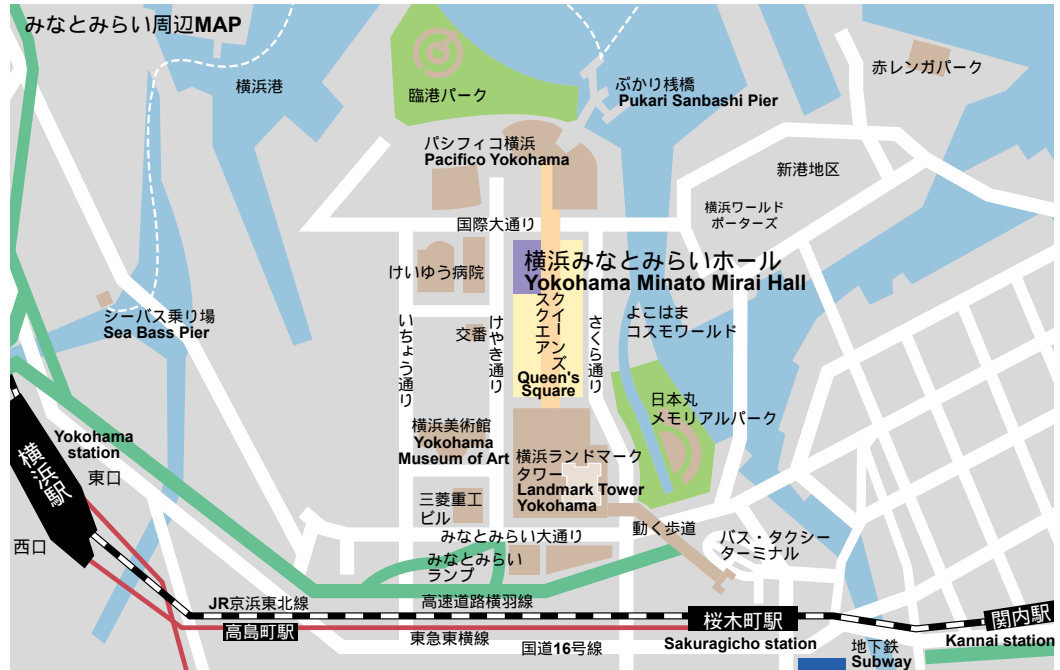 みなとみらい周辺MAP
横浜港
臨港パーク
ぷかり桟橋
Pukari Sanbashi Pier
赤レンガパーク
パシフィコ横浜
Pacifico Yokohama
新港地区
横浜ワールド
ポーターズ
国際大通り
けいゆう病院
横浜みなとみらいホール
Yokohama Minato Mirai Hall
シーバス乗り場
Sea Bass Pier
いちょう通り
交番
けやき通り
クイーンズ
スクエア
Queen's
Square
さくら通り
よこはま
コスモワールド
日本丸
メモリアルパーク
Yokohama
station
横浜駅
東口
西口
横浜美術館
Yokohama
Museum of Art
横浜ランドマーク
タワー
Landmark Tower
Yokohama
三菱重工
ビル
みなとみらい大通り
動く歩道
バス・タクシー
ターミナル
みなとみらい
ランプ
JR京浜東北線
高速道路横羽線
高島町駅
東急東横線
国道16号線
桜木町駅
Sakuragicho station
関内駅
Kannai station
地下鉄
Subway